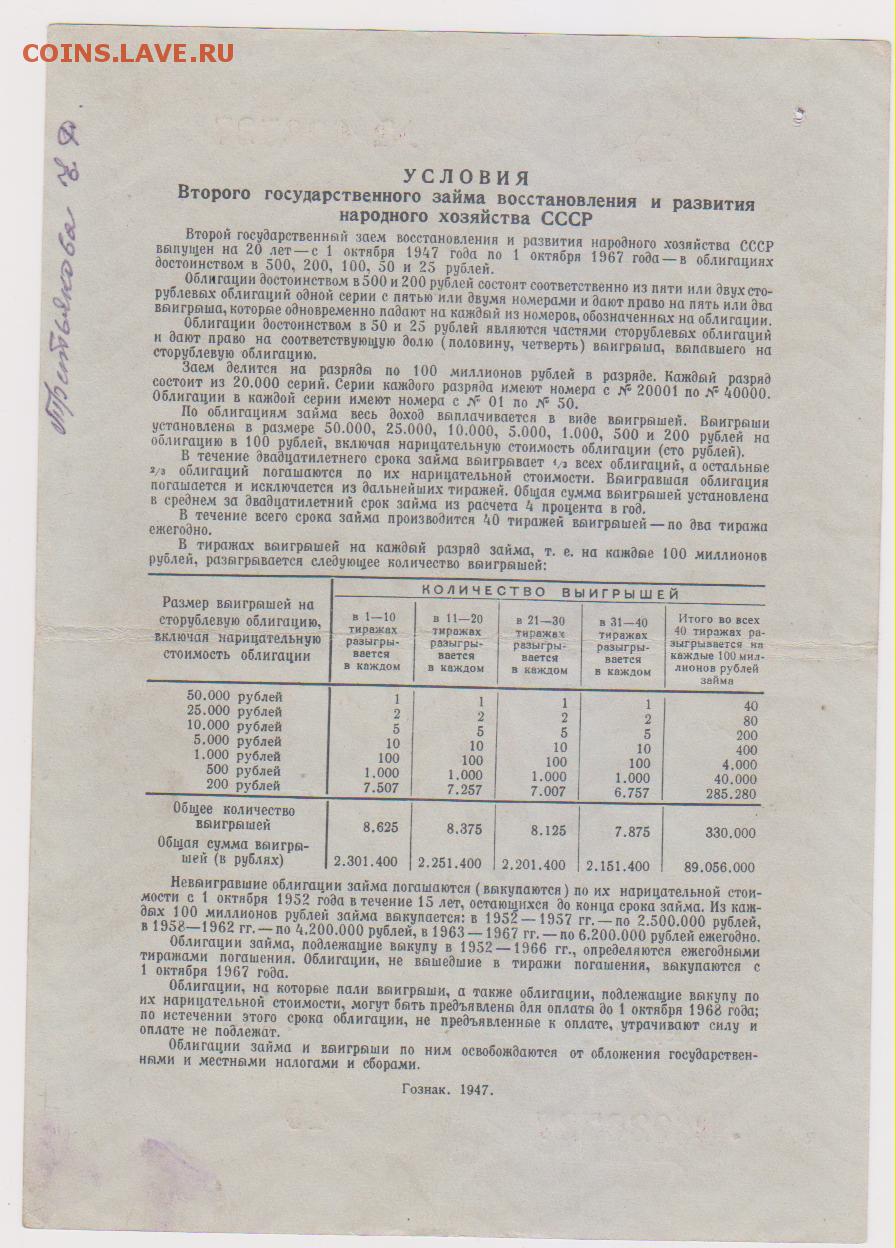 COINS.LAVE.RU
Третьякова
УСЛОВИЯ
Второго государственного займа восстановления и развития
народного хозяйства СССР
Второй государственный заем восстановления и развития народного хозяйства СССР
выпущен на 20 лет—с 1 октября 1947 года по 1 октября 1967 года—в облигациях
достоинством в 500, 200, 100, 50 и 25 рублей.
Облигации достоинством в 500 и 200 рублей состоят соответственно из пяти или двух сто-
рублевых облигаций одной серии с пятью или двумя номерами и дают право на пять или два
выигрыша, которые одновременно падают на каждый из номеров, обозначенных на облигации.
Облигации достоинством в 50 и 25 рублей являются частями сторублевых облигаций
и дают право на соответствующую долю (половину, четверть) выигрыша, выпавшего на
сторублевую облигацию.
Заем делится на разряды по 100 миллионов рублей в разряде. Каждый разряд
состоит из 20.000 серий. Серии каждого разряда имеют номера с № 20001 по № 40000.
Облигации в каждой серии имеют номера с № 01 по № 50.
По облигациям займа весь доход выплачивается в виде выигрышей. Выигрыши
установлены в размере 50.000, 25.000, 10.000, 5.000, 1.000, 500 и 200 рублей на
облигацию в 100 рублей, включая нарицательную стоимость облигации (сто рублей).
В течение двадцатилетнего срока займа выигрывает 1/3 всех облигаций, а остальные
2/3 облигаций погашаются по их нарицательной стоимости. Выигравшая облигация
погашается и исключается из дальнейших тиражей. Общая сумма выигрышей установлена
в среднем за двадцатилетний срок займа из расчета 4 процента в год.
В течение всего срока займа производится 40 тиражей выигрышей—по два тиража
ежегодно.
В тиражах выигрышей на каждый разряд займа, т. е. на каждые 100 миллионов
рублей, разыгрывается следующее количество выигрышей:
Размер выигрышей на
сторублевую облигацию,
включая нарицательную
стоимость облигации
КОЛИЧЕСТВО ВЫИГРЫШЕЙ
в 1—10
тиражах
разыгры-
вается
в каждом
в 11—20
тиражах
разыгры-
вается
в каждом
в 21—30
тиражах
разыгры-
вается
в каждом
в 31—40
тиражах
разыгры-
вается
в каждом
Итого во всех
40 тиражах ра-
зыгрывается на
каждые 100 мил-
лионов рублей
займа
50.000 рублей 1 1 1 1 40
25.000 рублей 2 2 2 2 80
10.000 рублей 5 5 5 5 200
5.000 рублей 10 10 10 10 400
1.000 рублей 100 100 100 100 4.000
500 рублей 1.000 1.000 1.000 1.000 40.000
200 рублей 7.507 7.257 7.007 6.757 285.280
Общее количество
выигрышей 8.625 8.375 8.125 7.875 330.000
Общая сумма выигры-
шей (в рублях) 2.301.400 2.251.400 2.201.400 2.151.400 89.056.000
Невыигравшие облигации займа погашаются (выкупаются) по их нарицательной стои-
мости с 1 октября 1952 года в течение 15 лет, остающихся до конца срока займа. Из каж-
дых 100 миллионов рублей займа выкупается: в 1952—1957 гг.—по 2.500.000 рублей,
в 1958—1962 гг.—по 4.200.000 рублей, в 1963—1967 гг.—по 6.200.000 рублей ежегодно.
Облигации займа, подлежащие выкупу в 1952—1966 гг., определяются ежегодными
тиражами погашения. Облигации, не вышедшие в тиражи погашения, выкупаются с
1 октября 1967 года.
Облигации, на которые пали выигрыши, а также облигации, подлежащие выкупу по
их нарицательной стоимости, могут быть предъявлены для оплаты до 1 октября 1968 года;
по истечении этого срока облигации, не предъявленные к оплате, утрачивают силу и
оплате не подлежат.
Облигации займа и выигрыши по ним освобождаются от обложения государствен-
ными и местными налогами и сборами.
Гознак. 1947.